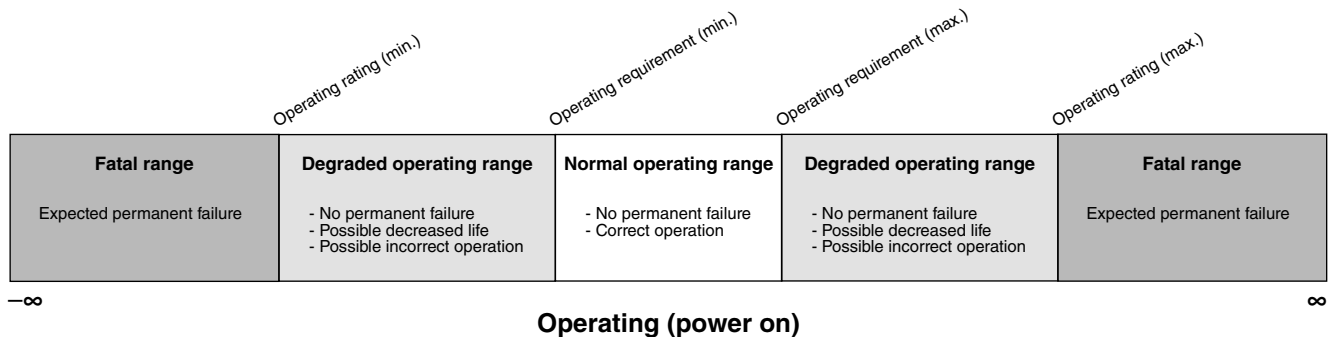 Operating rating (min.)
Operating requirement (min.)
Operating requirement (max.)
Operating rating (max.)
Fatal range
Expected permanent failure
Degraded operating range
- No permanent failure
- Possible decreased life
- Possible incorrect operation
Normal operating range
- No permanent failure
- Correct operation
Degraded operating range
- No permanent failure
- Possible decreased life
- Possible incorrect operation
Fatal range
Expected permanent failure
–∞
∞
Operating (power on)